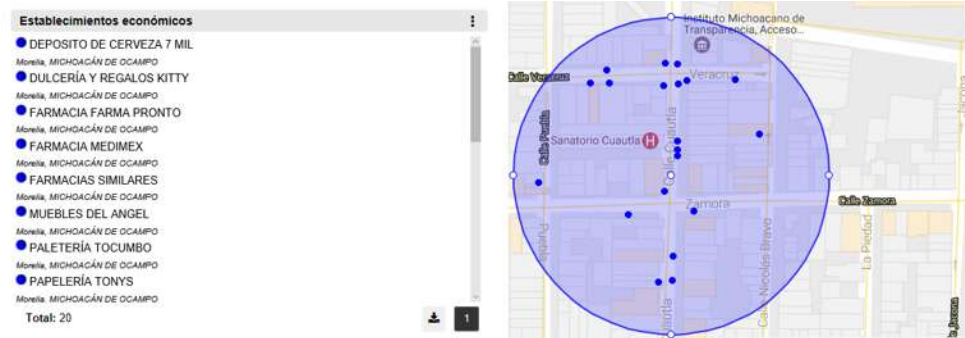 Establecimientos económicos
DEPOSITO DE CERVEZA 7 MIL
Morelia, MICHOACÁN DE OCAMPO
DULCERÍA Y REGALOS KITTY
Morelia, MICHOACÁN DE OCAMPO
FARMACIA FARMA PRONTO
Morelia, MICHOACÁN DE OCAMPO
FARMACIA MEDIMEX
Morelia, MICHOACÁN DE OCAMPO
FARMACIAS SIMILARES
Morelia, MICHOACÁN DE OCAMPO
MUEBLES DEL ANGEL
Morelia, MICHOACÁN DE OCAMPO
PALETERÍA TOCUMBO
Morelia, MICHOACÁN DE OCAMPO
PAPELERÍA TONYS
Morelia, MICHOACÁN DE OCAMPO
Total: 20
1
Instituto Michoacano de
Transparencia, Acceso...
Calle Veracruz
Veracruz
Jacona
Calle Puebla
Sanatorio Cuautla
H
Calle Cuautla
Zamora
Calle Zamora
Puebla
Calle Nicolás Bravo
La Piedad
uautla
le Jacona